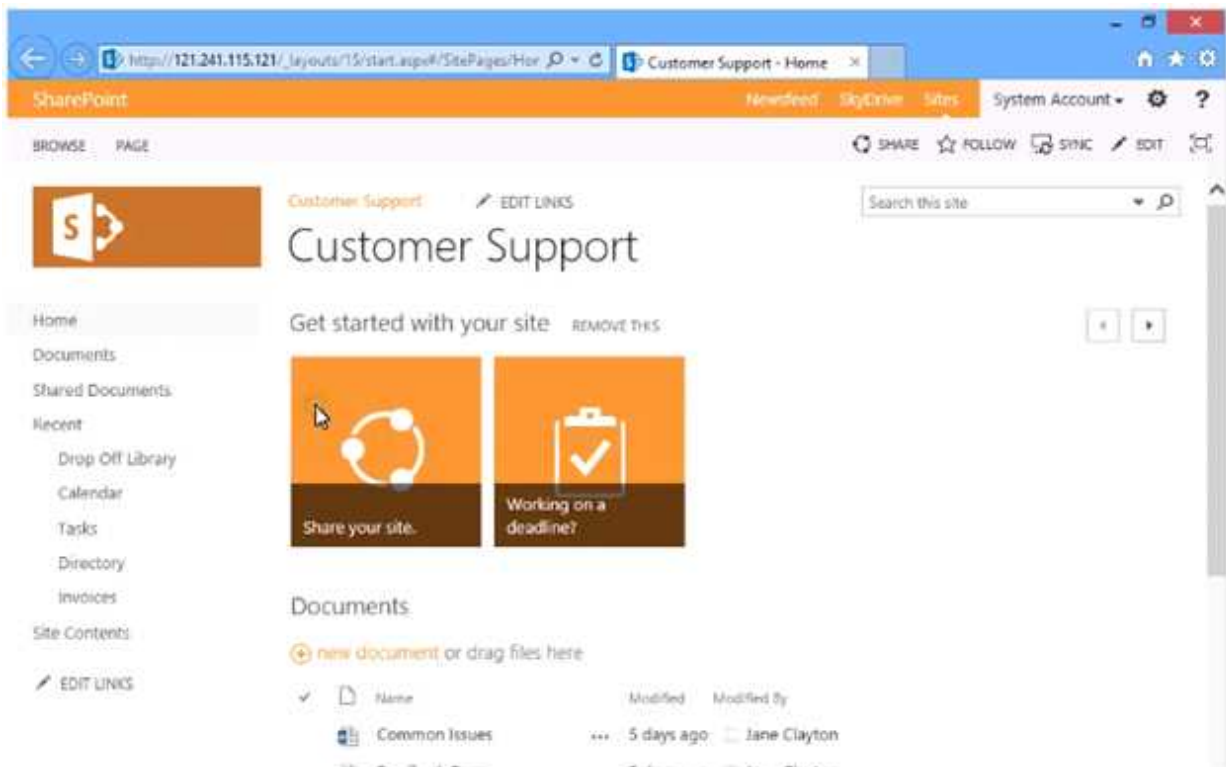 http://121.241.115.121/_layouts/15/start.aspx#/SitePages/Hor
Customer Support - Home
SharePoint
Newsfeed SkyDrive Sites System Account ?
BROWSE PAGE
SHARE FOLLOW SYNC EDIT
S
Customer Support EDIT LINKS
Search this site
Customer Support
Home
Documents
Shared Documents
Recent
Drop Off Library
Calendar
Tasks
Directory
Invoices
Site Contents
EDIT LINKS
Get started with your site REMOVE THIS
Share your site.
Working on a
deadline?
Documents
new document or drag files here
Name Modified Modified By
Common Issues ... 5 days ago Jane Clayton